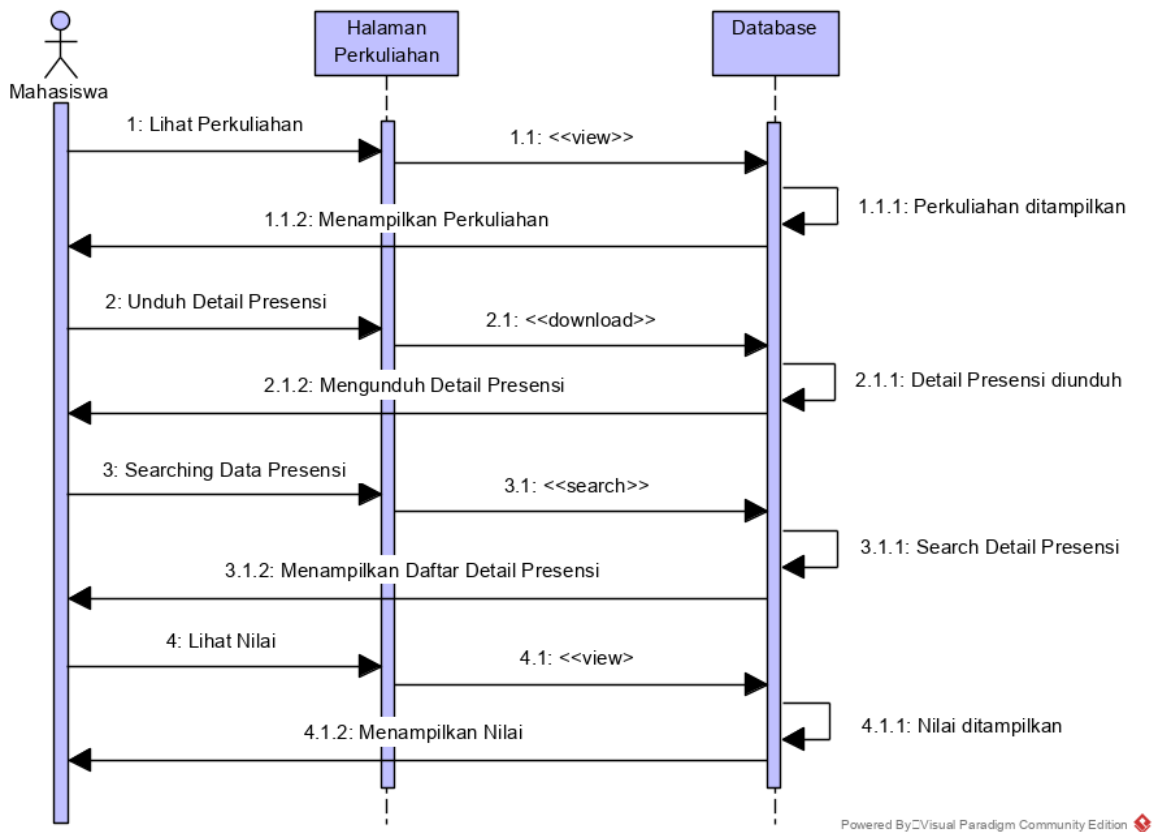 Mahasiswa
Halaman
Perkuliahan
Database
1: Lihat Perkuliahan
1.1: <<view>>
1.1.1: Perkuliahan ditampilkan
1.1.2: Menampilkan Perkuliahan
2: Unduh Detail Presensi
2.1: <<download>>
2.1.1: Detail Presensi diunduh
2.1.2: Mengunduh Detail Presensi
3: Searching Data Presensi
3.1: <<search>>
3.1.1: Search Detail Presensi
3.1.2: Menampilkan Daftar Detail Presensi
4: Lihat Nilai
4.1: <<view>
4.1.1: Nilai ditampilkan
4.1.2: Menampilkan Nilai
Powered By Visual Paradigm Community Edition